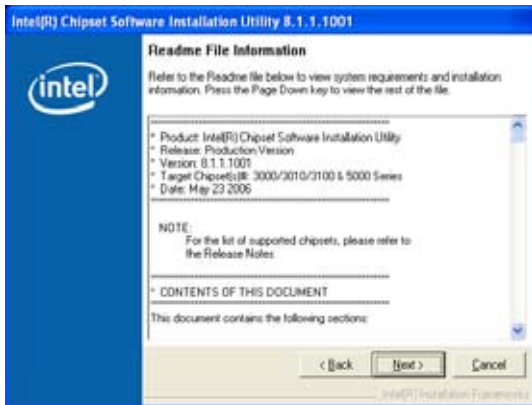 Intel(R) Chipset Software Installation Utility 8.1.1.1001
intel
Readme File Information
Refer to the Readme file below to view system requirements and installation
information. Press the Page Down key to view the rest of the file.
************************************************************
* Product: Intel(R) Chipset Software Installation Utility
* Release: Production Version
* Version: 8.1.1.1001
* Target Chipset(s)#: 3000/3010/3100 & 5000 Series
* Date: May 23 2006
************************************************************
NOTE:
For the list of supported chipsets, please refer to
the Release Notes
************************************************************
* CONTENTS OF THIS DOCUMENT
************************************************************
This document contains the following sections:
< Back
Next >
Cancel
Intel(R) Installation Frameworks